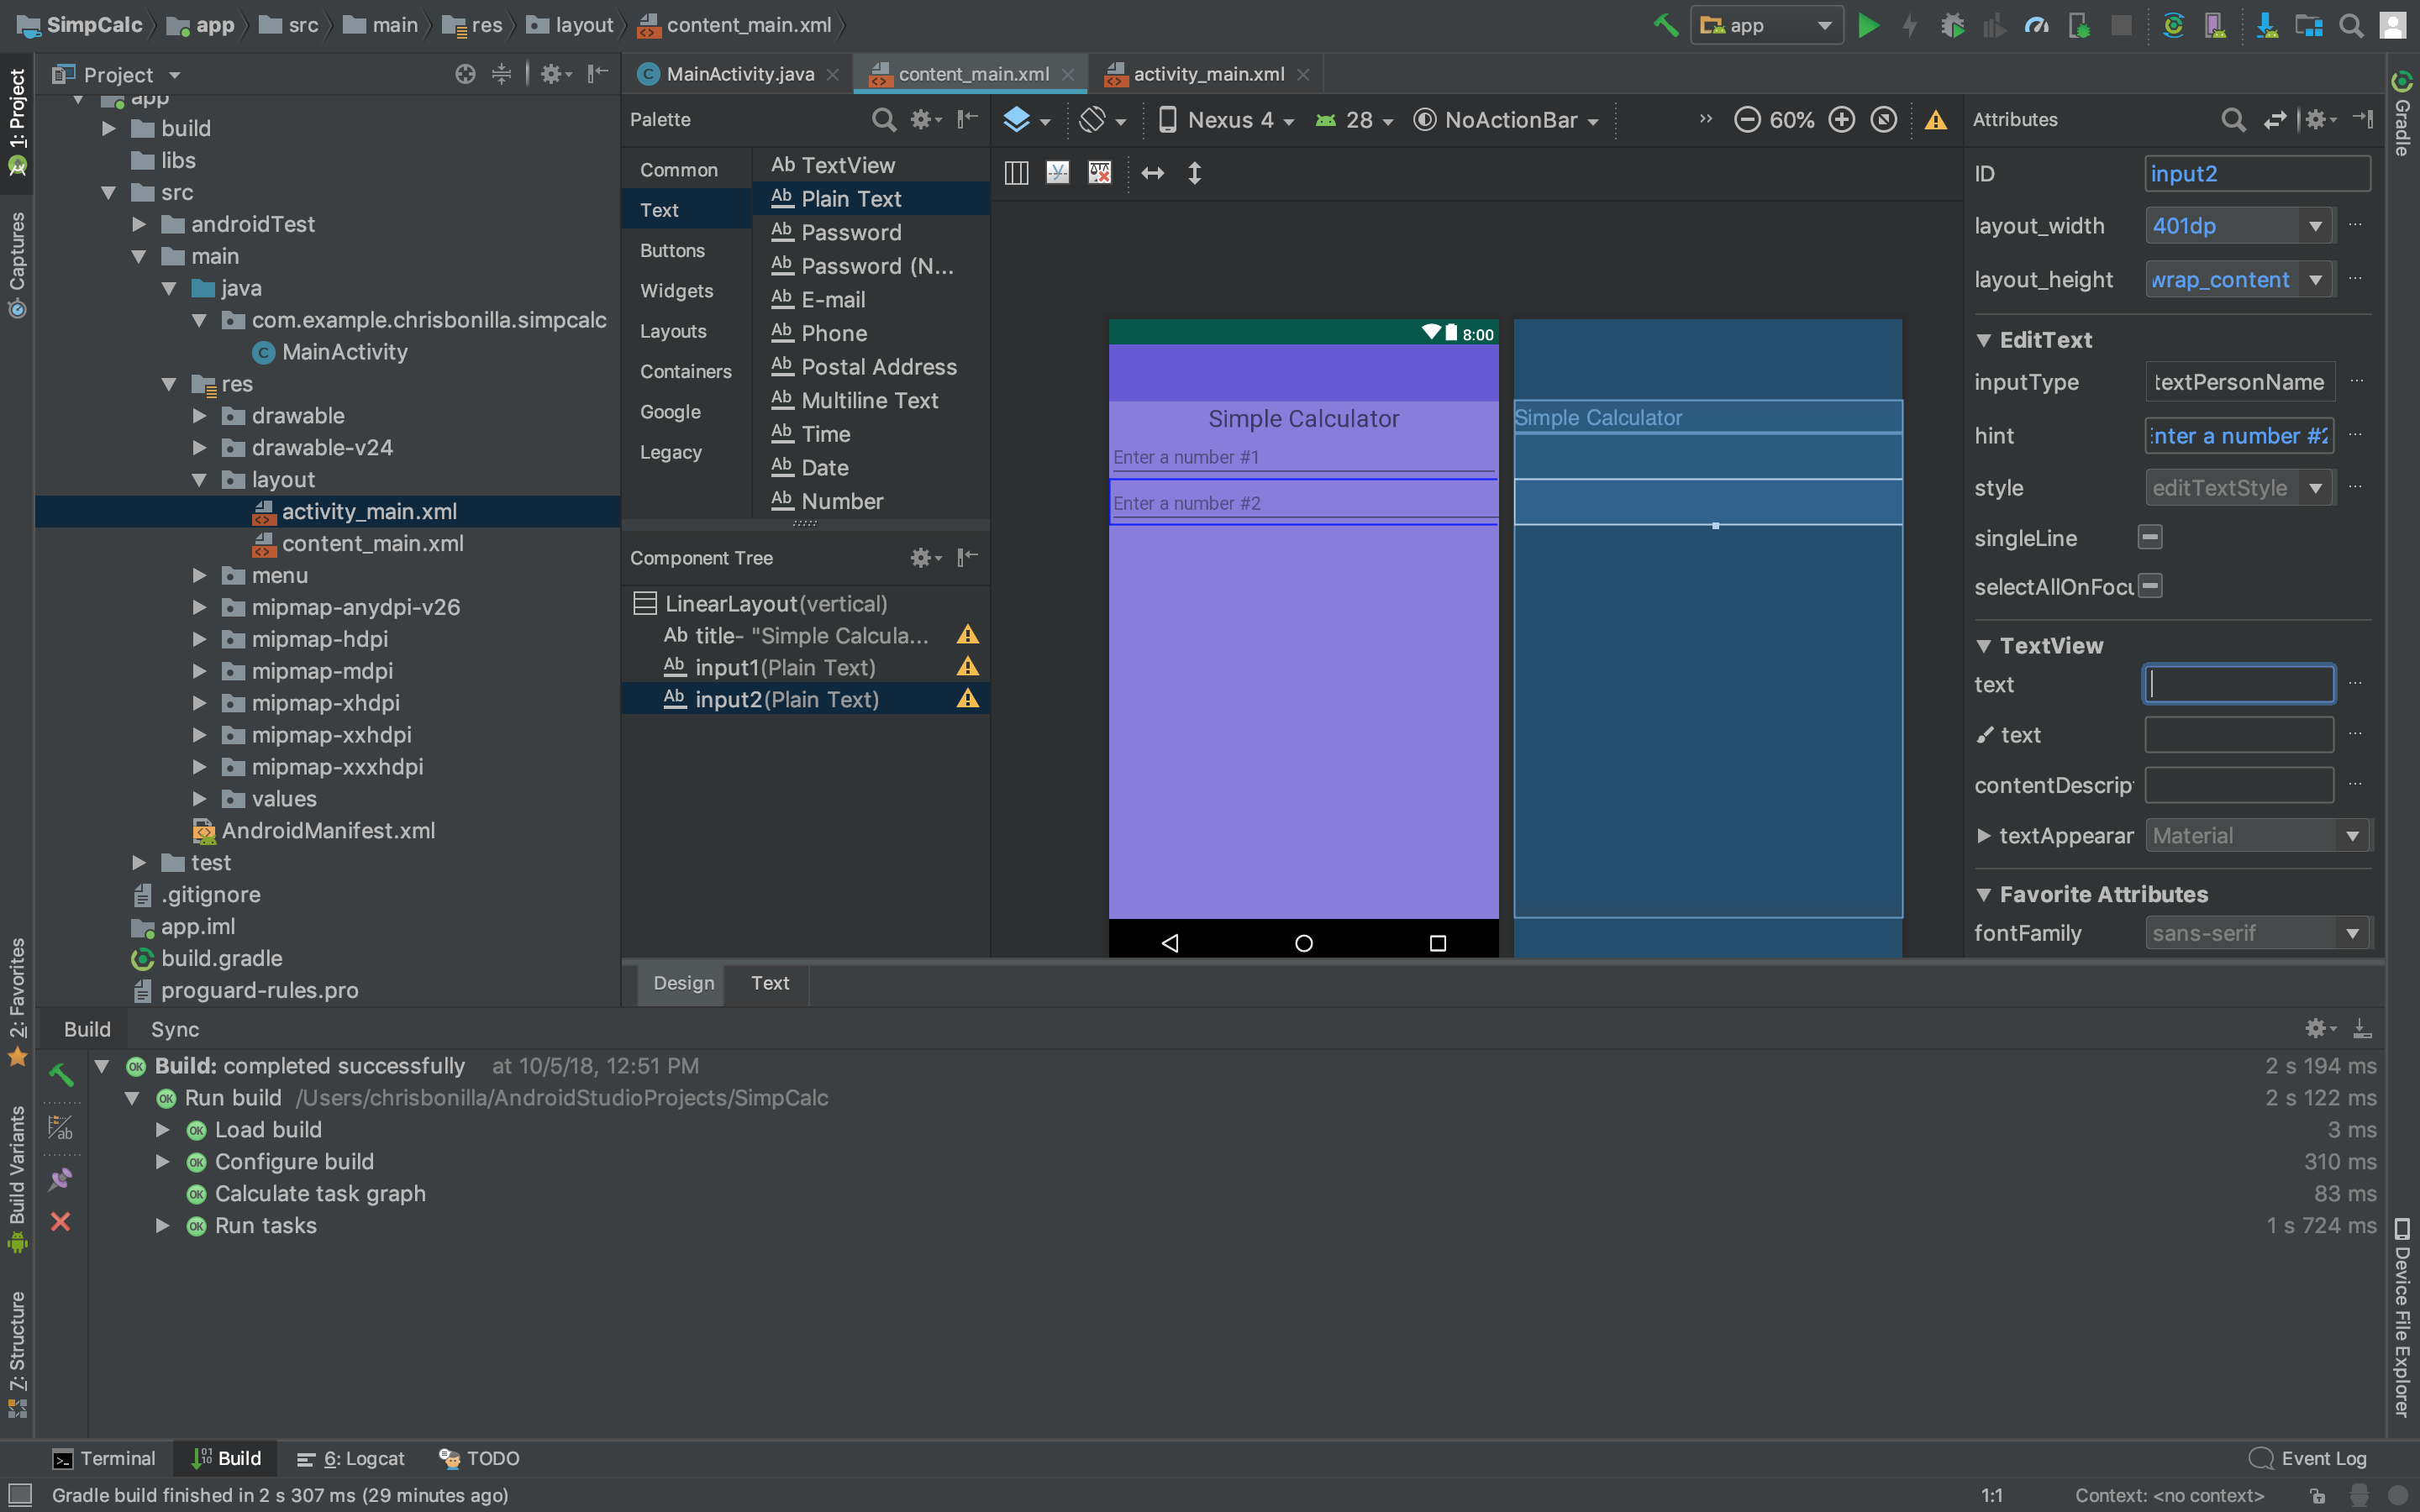 SimpCalc app src main res layout content_main.xml app
1: Project
Captures
2: Favorites
Build Variants
Z: Structure
Project
app
build
libs
src
androidTest
main
java
com.example.chrisbonilla.simpcalc
MainActivity
res
drawable
drawable-v24
layout
activity_main.xml
content_main.xml
menu
mipmap-anydpi-v26
mipmap-hdpi
mipmap-mdpi
mipmap-xhdpi
mipmap-xxhdpi
mipmap-xxxhdpi
values
AndroidManifest.xml
test
.gitignore
app.iml
build.gradle
proguard-rules.pro
MainActivity.java content_main.xml activity_main.xml
Palette
Common
Text
Buttons
Widgets
Layouts
Containers
Google
Legacy
Ab TextView
Ab Plain Text
Ab Password
Ab Password (N...
Ab E-mail
Ab Phone
Ab Postal Address
Ab Multiline Text
Ab Time
Ab Date
Ab Number
Component Tree
LinearLayout(vertical)
Ab title- "Simple Calcula...
Ab input1(Plain Text)
Ab input2(Plain Text)
Nexus 4 28 NoActionBar 60%
8:00
Simple Calculator
Enter a number #1
Enter a number #2
Simple Calculator
Design Text
Attributes
ID input2
layout_width 401dp
layout_height wrap_content
EditText
inputType textPersonName
hint nter a number #2
style editTextStyle
singleLine
selectAllOnFocu
TextView
text
text
contentDescrip
textAppearar Material
Favorite Attributes
fontFamily sans-serif
Gradle
Device File Explorer
Build Sync
Build: completed successfully at 10/5/18, 12:51 PM 2 s 194 ms
Run build /Users/chrisbonilla/AndroidStudioProjects/SimpCalc 2 s 122 ms
Load build 3 ms
Configure build 310 ms
Calculate task graph 83 ms
Run tasks 1 s 724 ms
Terminal Build 6: Logcat TODO Event Log
Gradle build finished in 2 s 307 ms (29 minutes ago) 1:1 Context: <no context>